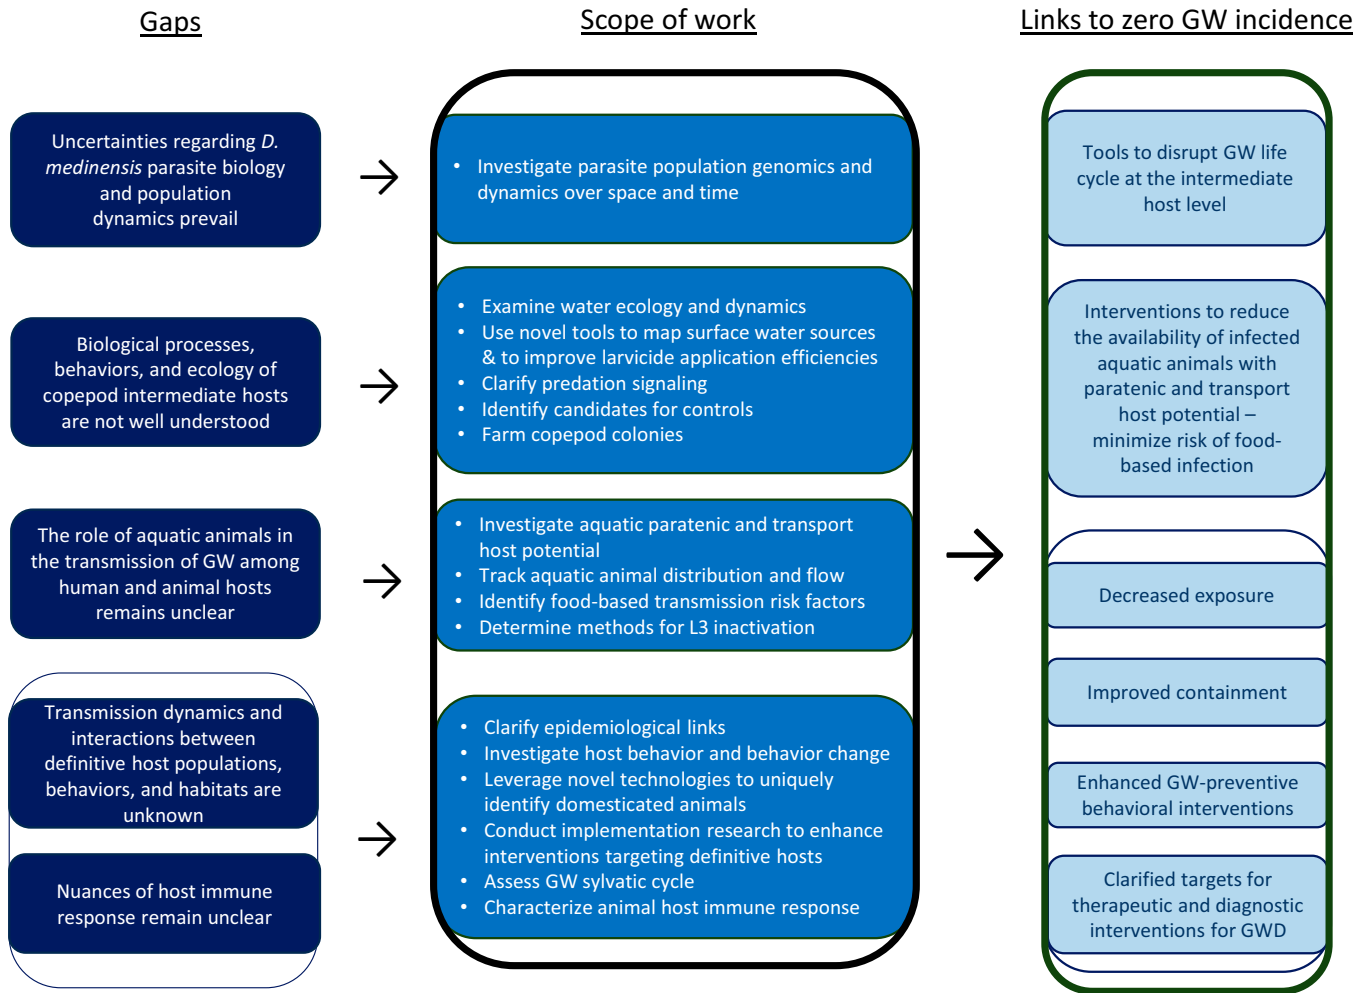 Gaps
Scope of work
Links to zero GW incidence
Uncertainties regarding D.
medinensis parasite biology
and population
dynamics prevail
• Investigate parasite population genomics and
dynamics over space and time
Tools to disrupt GW life
cycle at the intermediate
host level
Biological processes,
behaviors, and ecology of
copepod intermediate hosts
are not well understood
• Examine water ecology and dynamics
• Use novel tools to map surface water sources
& to improve larvicide application efficiencies
• Clarify predation signaling
• Identify candidates for controls
• Farm copepod colonies
Interventions to reduce
the availability of infected
aquatic animals with
paratenic and transport
host potential –
minimize risk of food-
based infection
The role of aquatic animals in
the transmission of GW among
human and animal hosts
remains unclear
• Investigate aquatic paratenic and transport
host potential
• Track aquatic animal distribution and flow
• Identify food-based transmission risk factors
• Determine methods for L3 inactivation
Decreased exposure
Improved containment
Transmission dynamics and
interactions between
definitive host populations,
behaviors, and habitats are
unknown
Nuances of host immune
response remain unclear
• Clarify epidemiological links
• Investigate host behavior and behavior change
• Leverage novel technologies to uniquely
identify domesticated animals
• Conduct implementation research to enhance
interventions targeting definitive hosts
• Assess GW sylvatic cycle
• Characterize animal host immune response
Enhanced GW-preventive
behavioral interventions
Clarified targets for
therapeutic and diagnostic
interventions for GWD